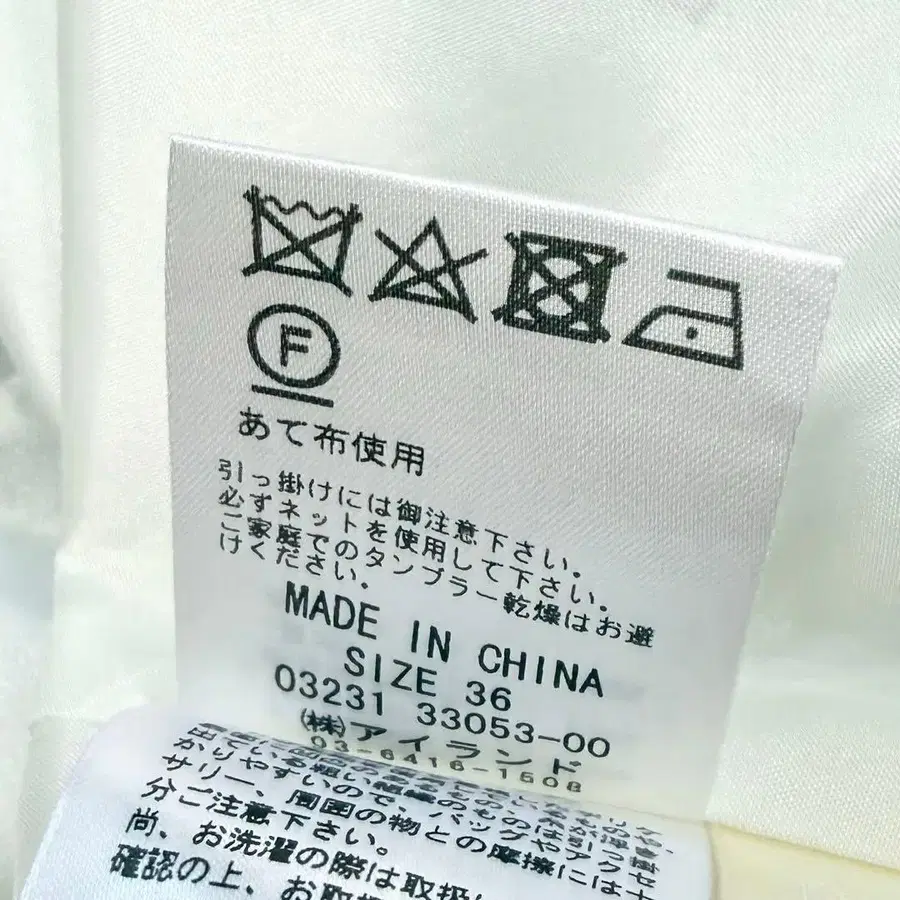 F
あて布使用
引っ掛けには御注意下さい。
必ずネットを使用して下さい。
ご家庭でのタンブラー乾燥はお避
けください。
MADE IN CHINA
SIZE 36
03231 33053-00
(株)アイランド
03-6416-1508
かりやすいので、バッグやアクセ
サリー、周囲の物との摩擦には十
分ご注意下さい。
尚、お洗濯の際は取扱
確認の上、お取扱